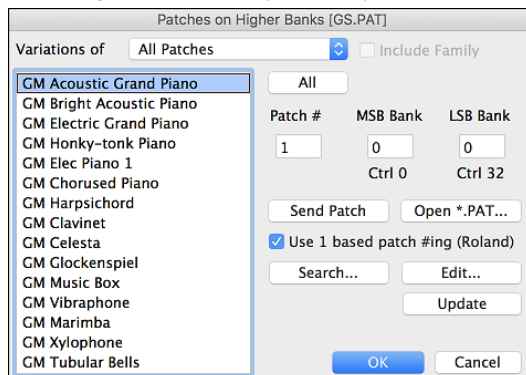 Patches on Higher Banks [GS.PAT]
Variations of All Patches Include Family
GM Acoustic Grand Piano
GM Bright Acoustic Piano
GM Electric Grand Piano
GM Honky-tonk Piano
GM Elec Piano 1
GM Chorused Piano
GM Harpsichord
GM Clavinet
GM Celesta
GM Glockenspiel
GM Music Box
GM Vibraphone
GM Marimba
GM Xylophone
GM Tubular Bells
All
Patch # MSB Bank LSB Bank
1 0 0
Ctrl 0 Ctrl 32
Send Patch Open *.PAT...
Use 1 based patch #ing (Roland)
Search... Edit...
Update
OK Cancel